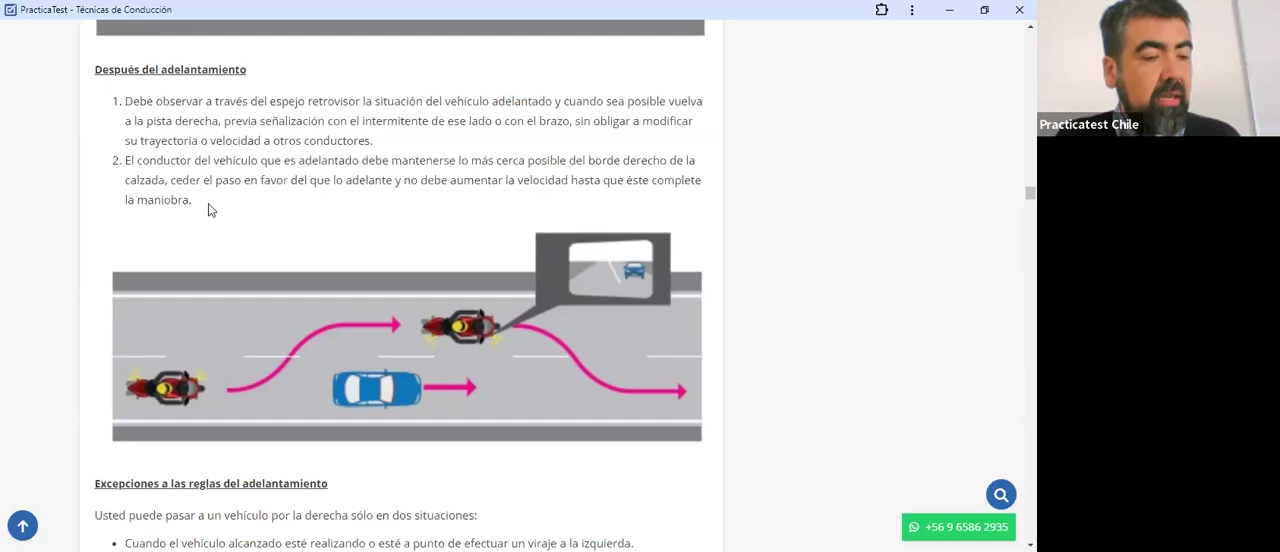 PracticaTest - Técnicas de Conducción
Después del adelantamiento
1. Debe observar a través del espejo retrovisor la situación del vehículo adelantado y cuando sea posible vuelva
a la pista derecha, previa señalización con el intermitente de ese lado o con el brazo, sin obligar a modificar
su trayectoria o velocidad a otros conductores.
2. El conductor del vehículo que es adelantado debe mantenerse lo más cerca posible del borde derecho de la
calzada, ceder el paso en favor del que lo adelante y no debe aumentar la velocidad hasta que éste complete
la maniobra.
Excepciones a las reglas del adelantamiento
Usted puede pasar a un vehículo por la derecha sólo en dos situaciones:
• Cuando el vehículo alcanzado esté realizando o esté a punto de efectuar un viraje a la izquierda.
+56 9 6586 2935
Practicatest Chile